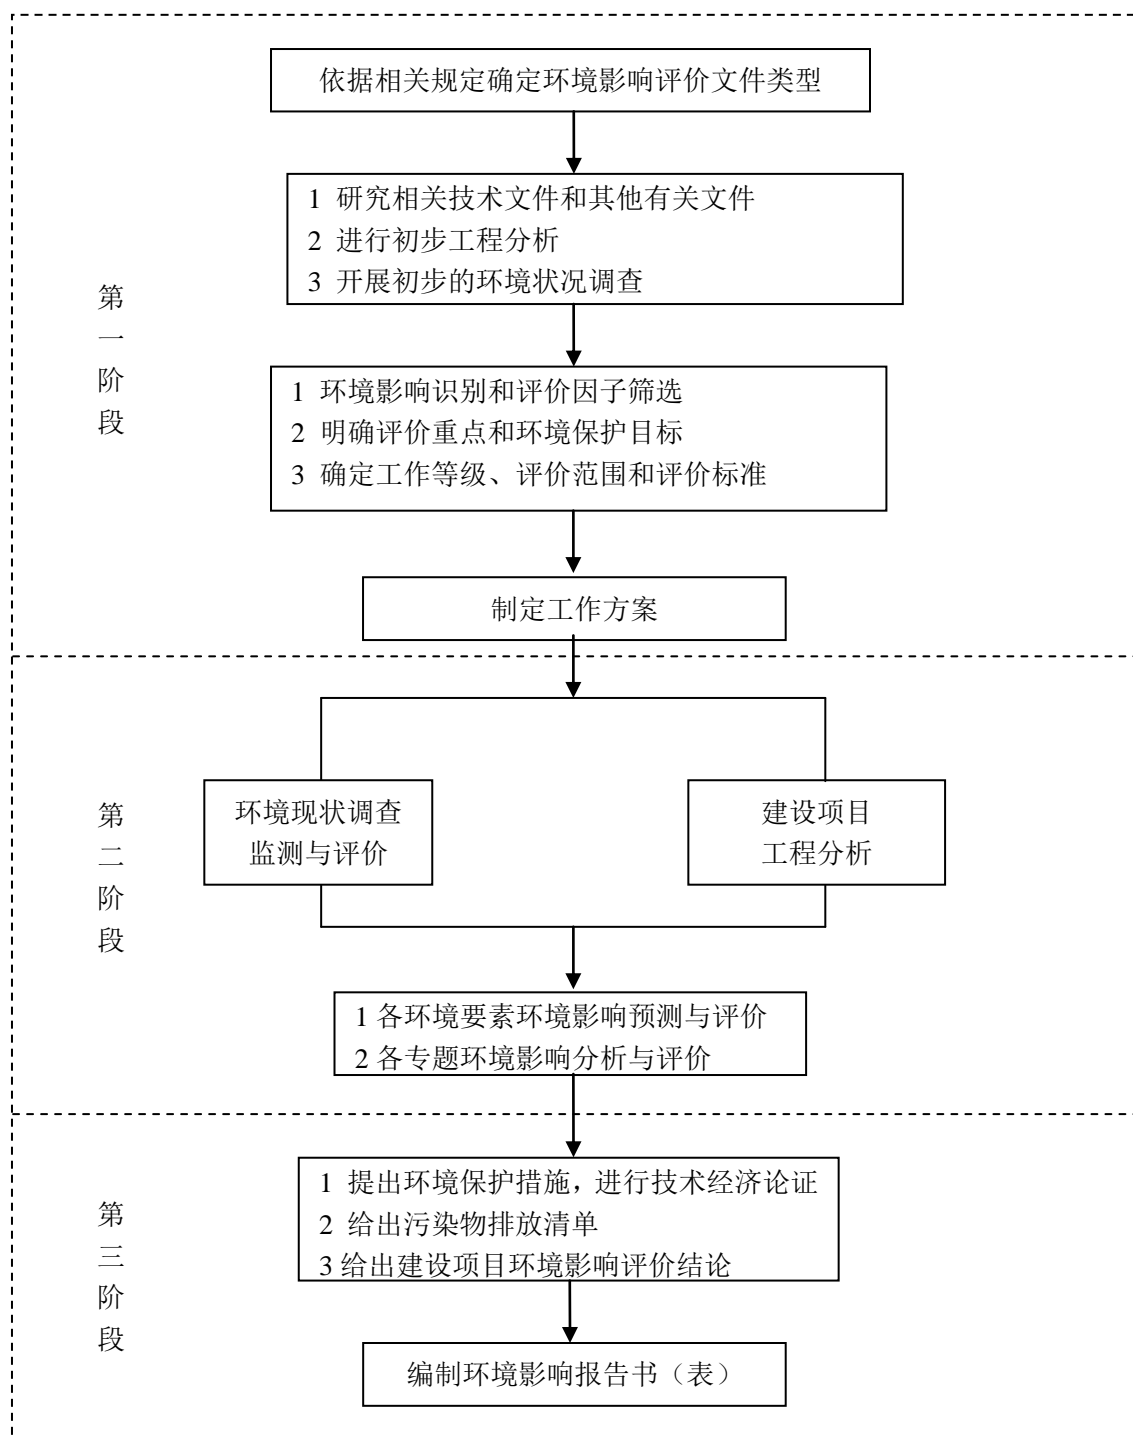 依据相关规定确定环境影响评价文件类型
1 研究相关技术文件和其他有关文件
2 进行初步工程分析
3 开展初步的环境状况调查
第
一
阶
段
1 环境影响识别和评价因子筛选
2 明确评价重点和环境保护目标
3 确定工作等级、评价范围和评价标准
制定工作方案
第
二
阶
段
环境现状调查
监测与评价
建设项目
工程分析
1 各环境要素环境影响预测与评价
2 各专题环境影响分析与评价
第
三
阶
段
1 提出环境保护措施，进行技术经济论证
2 给出污染物排放清单
3 给出建设项目环境影响评价结论
编制环境影响报告书（表）